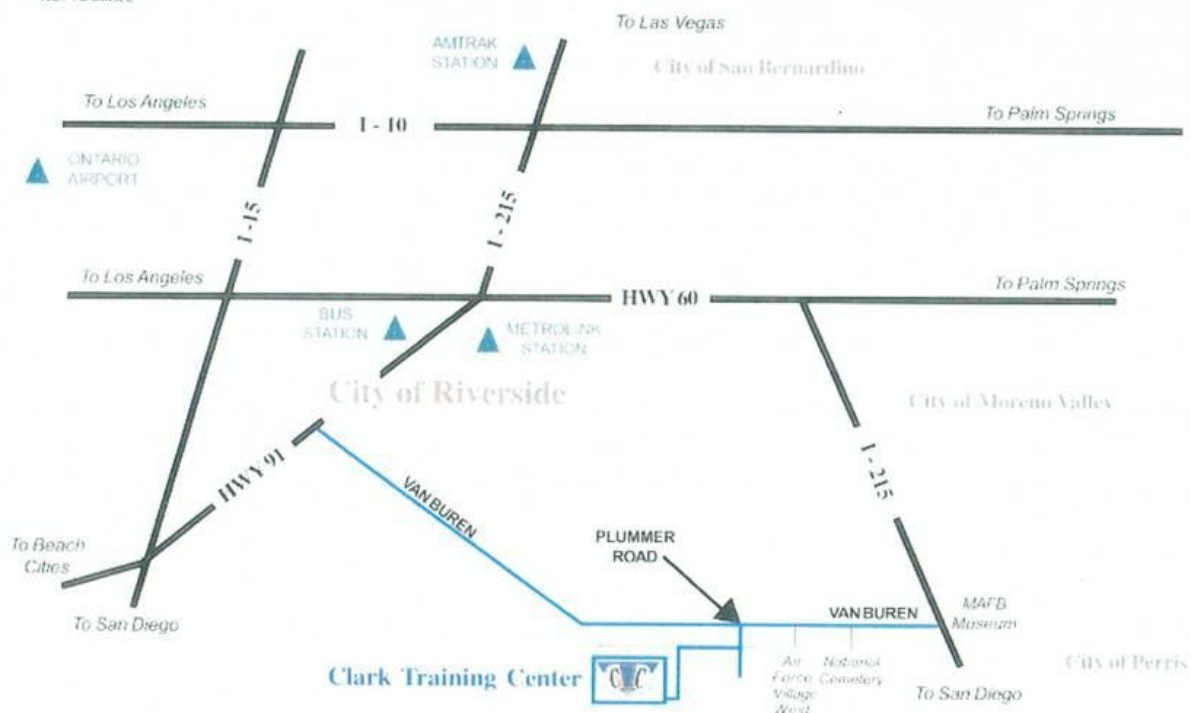 To Las Vegas
AMTRAK
STATION
City of San Bernardino
To Los Angeles
I - 10
To Palm Springs
ONTARIO
AIRPORT
I - 15
I - 215
To Los Angeles
HWY 60
To Palm Springs
BUS
STATION
METROLINK
STATION
City of Riverside
City of Moreno Valley
HWY 91
I - 215
VAN BUREN
To Beach
Cities
PLUMMER
ROAD
To San Diego
VAN BUREN
MAFB
Museum
Clark Training Center
CTC
Air
Force
Village
West
National
Cemetery
City of Perris
To San Diego